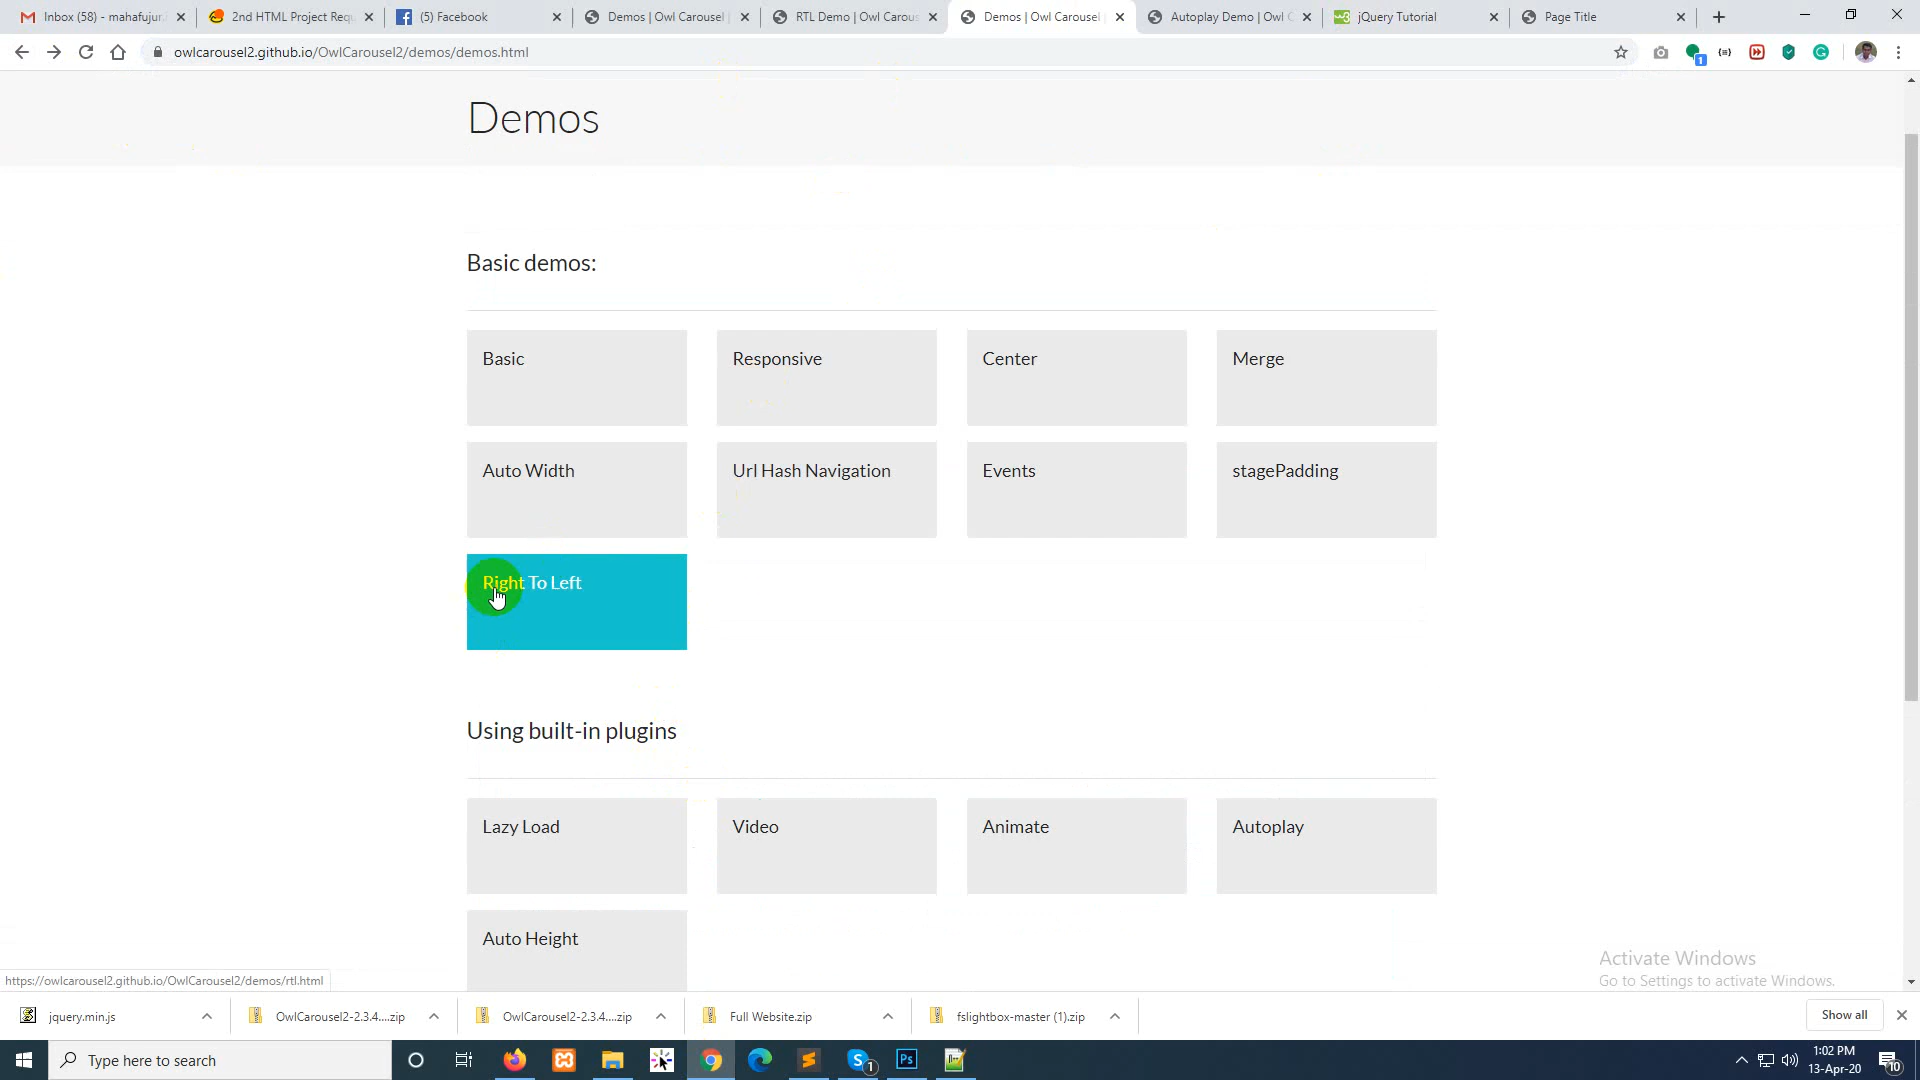 Inbox (58) - mahafujur.
2nd HTML Project Requ
(5) Facebook
Demos | Owl Carousel |
RTL Demo | Owl Carous
Demos | Owl Carousel |
Autoplay Demo | Owl C
jQuery Tutorial
Page Title
owlcarousel2.github.io/OwlCarousel2/demos/demos.html
1
Demos
Basic demos:
Basic
Responsive
Center
Merge
Auto Width
Url Hash Navigation
Events
stagePadding
Right To Left
Using built-in plugins
Lazy Load
Video
Animate
Autoplay
Auto Height
Activate Windows
Go to Settings to activate Windows.
https://owlcarousel2.github.io/OwlCarousel2/demos/rtl.html
jquery.min.js
OwlCarousel2-2.3.4....zip
OwlCarousel2-2.3.4....zip
Full Website.zip
fslightbox-master (1).zip
Show all
Type here to search
1
1:02 PM
13-Apr-20
10